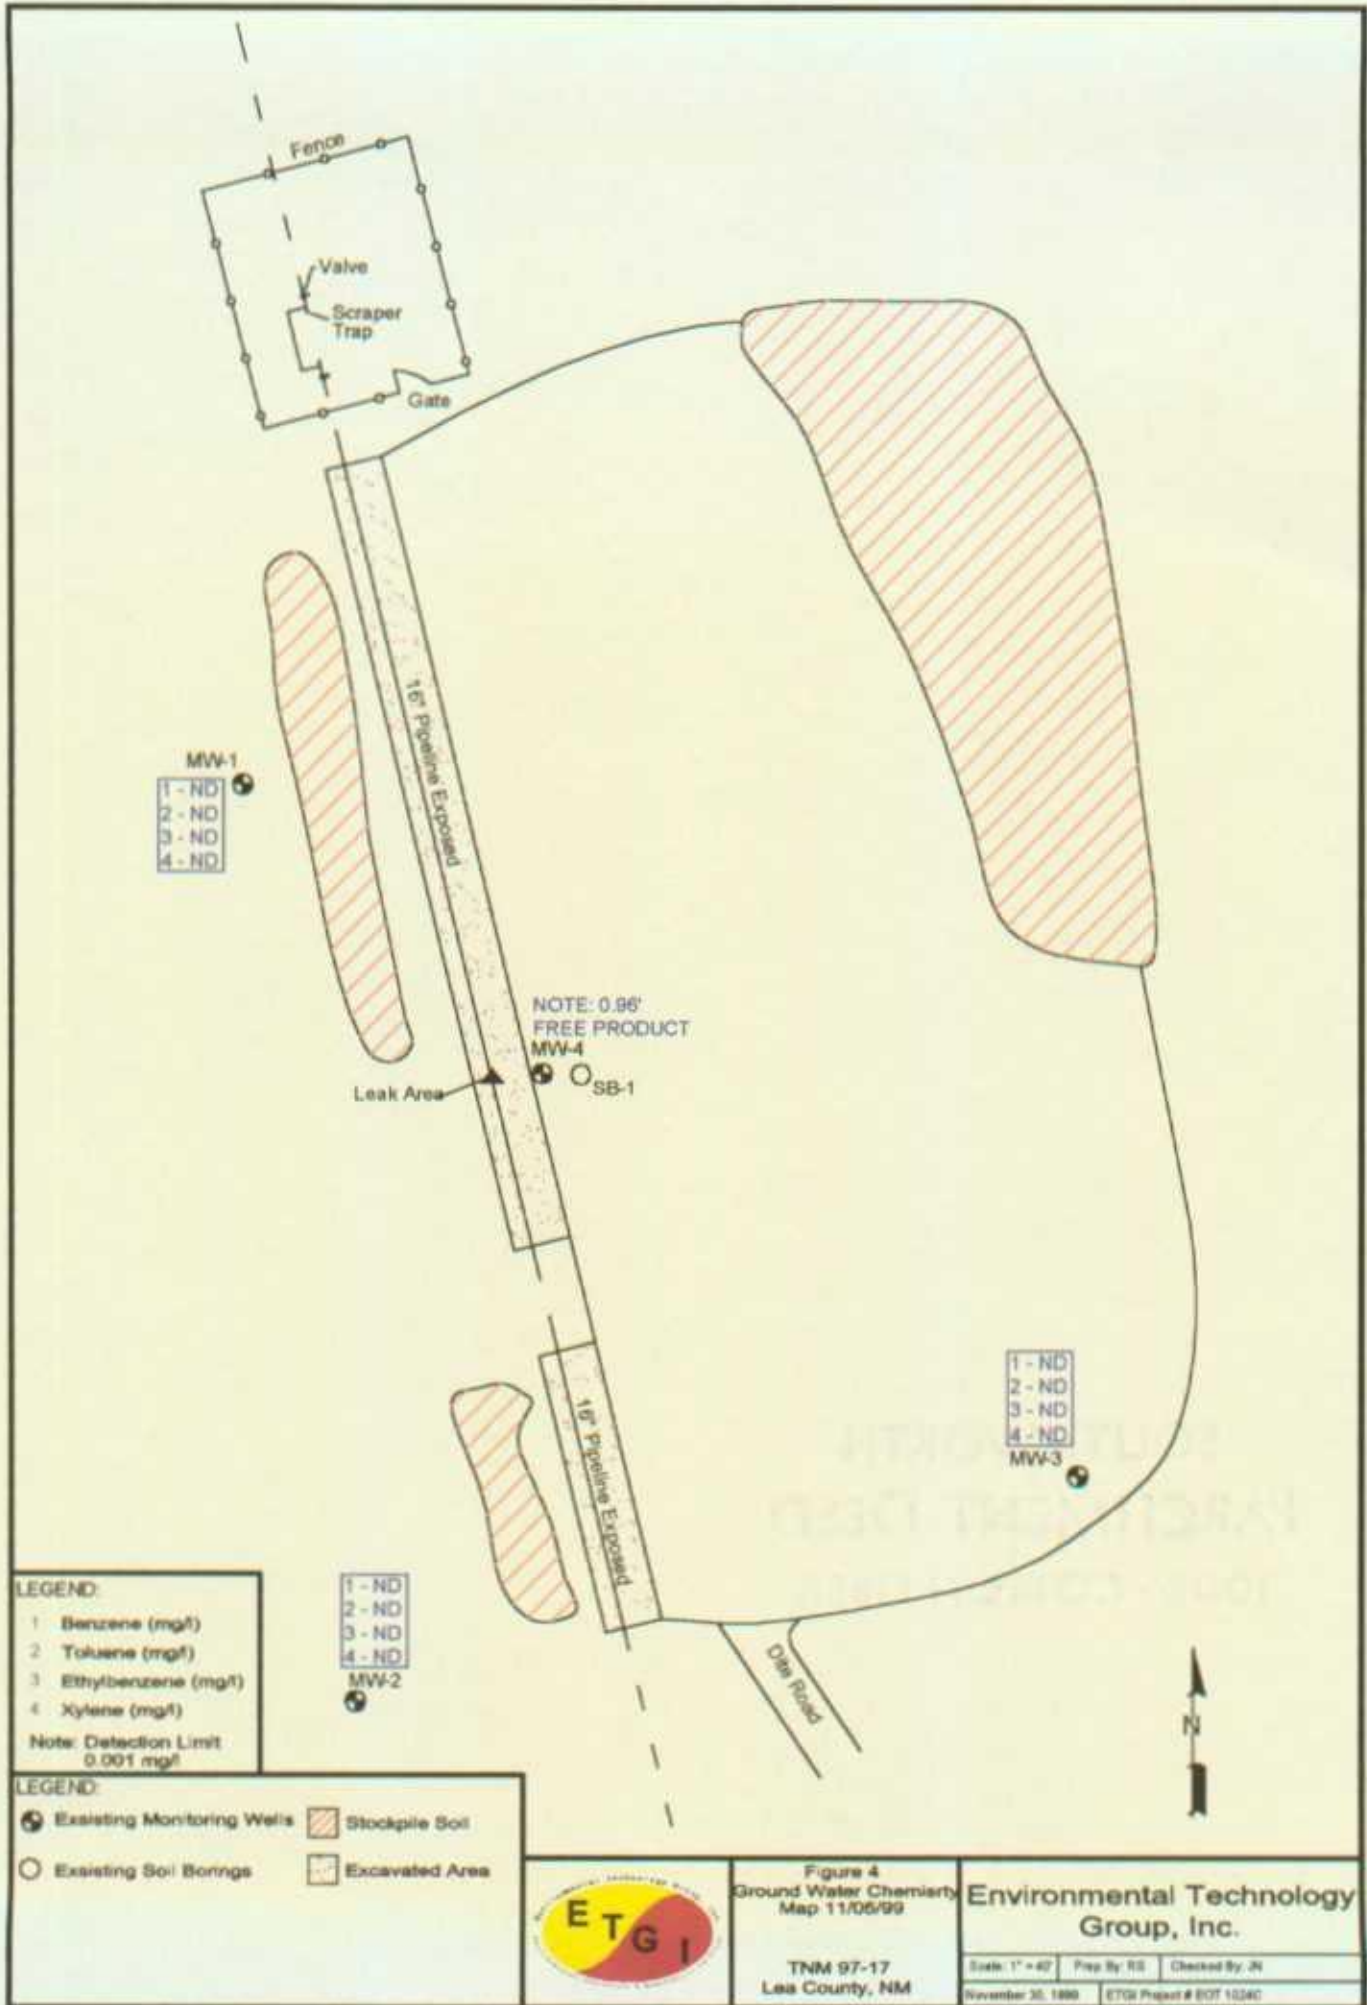 Fence
Valve
Scraper
Trap
Gate
16" Pipeline Exposed
MW-1
1 - ND
2 - ND
3 - ND
4 - ND
NOTE: 0.96'
FREE PRODUCT
MW-4
SB-1
Leak Area
1 - ND
2 - ND
3 - ND
4 - ND
MW-3
16" Pipeline Exposed
1 - ND
2 - ND
3 - ND
4 - ND
MW-2
Dite Road
N
LEGEND:
1 Benzene (mg/l)
2 Toluene (mg/l)
3 Ethylbenzene (mg/l)
4 Xylene (mg/l)
Note: Detection Limit
0.001 mg/l
LEGEND:
Exsisting Monitoring Wells
Stockpile Soil
Exsisting Soil Borings
Excavated Area
E T G I
Figure 4
Ground Water Chemisrty
Map 11/06/99
TNM 97-17
Lea County, NM
Environmental Technology
Group, Inc.
Scale: 1" = 40'
Prep By: RS
Checked By: JN
November 30, 1999
ETGI Project # EOT 1024C